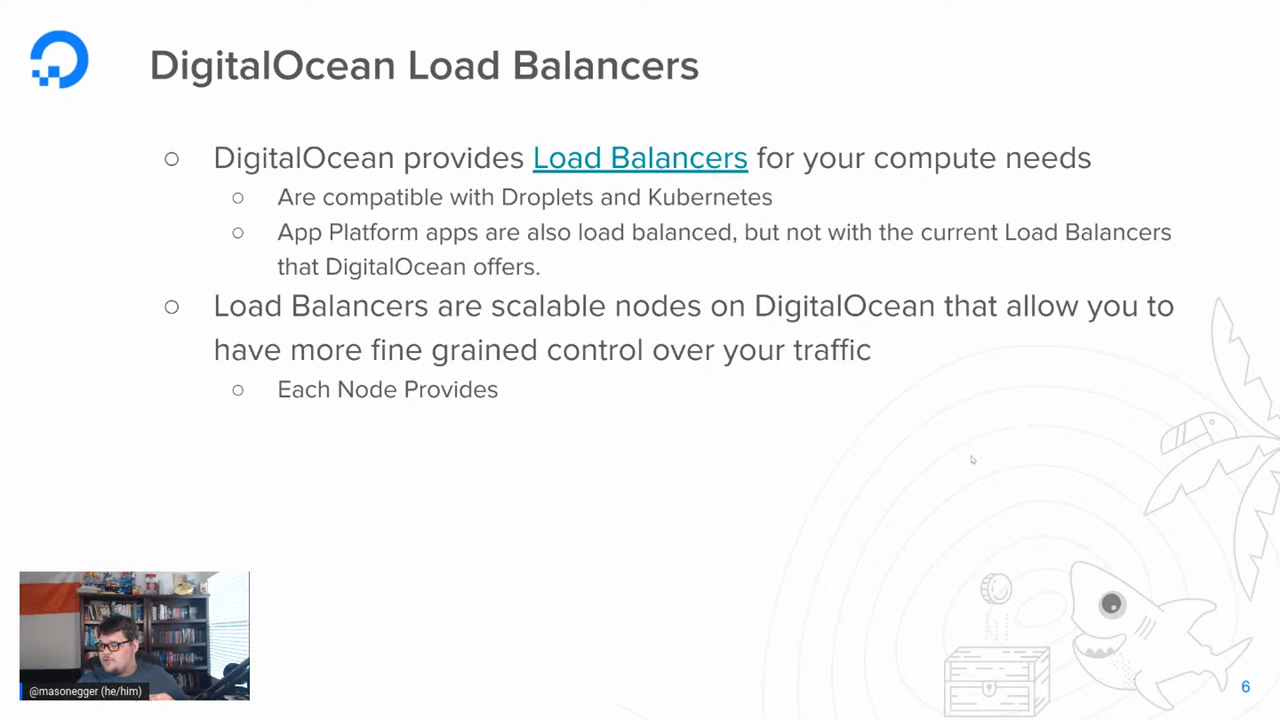 DigitalOcean Load Balancers
○ DigitalOcean provides Load Balancers for your compute needs
○ Are compatible with Droplets and Kubernetes
○ App Platform apps are also load balanced, but not with the current Load Balancers
that DigitalOcean offers.
○ Load Balancers are scalable nodes on DigitalOcean that allow you to
have more fine grained control over your traffic
○ Each Node Provides
@masonegger (he/him)
6